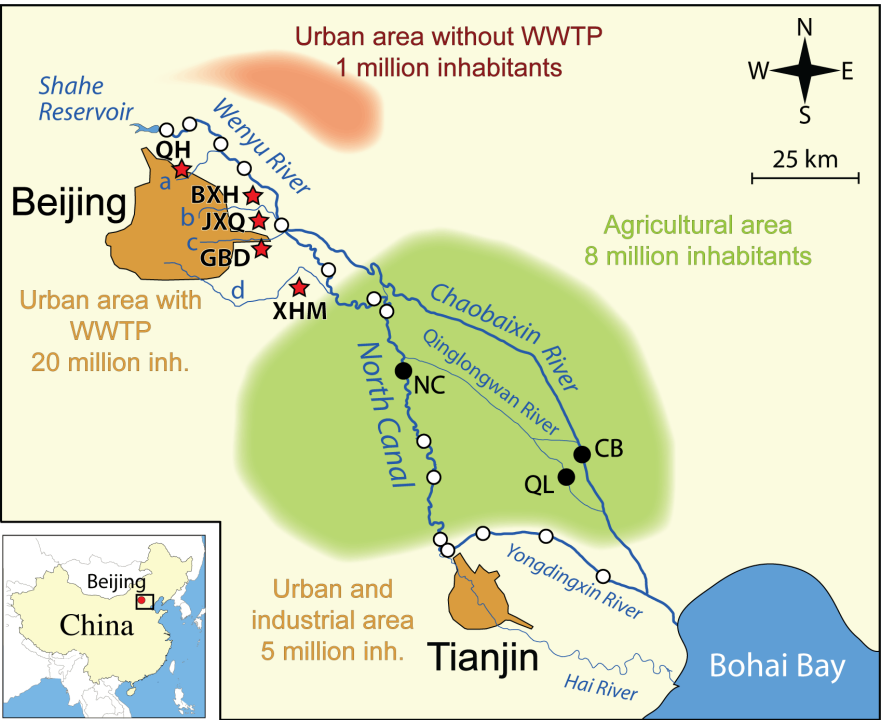 Urban area without WWTP
1 million inhabitants
N
W
E
S
25 km
Shahe
Reservoir
Wenyu River
QH
a
BXH
Beijing
b
JXQ
c
GBD
d
XHM
Urban area with
WWTP
20 million inh.
Agricultural area
8 million inhabitants
Chaobaixin River
Qinglongwan River
North Canal
NC
CB
QL
Yongdingxin River
Urban and
industrial area
5 million inh.
Tianjin
Hai River
Bohai Bay
Beijing
China